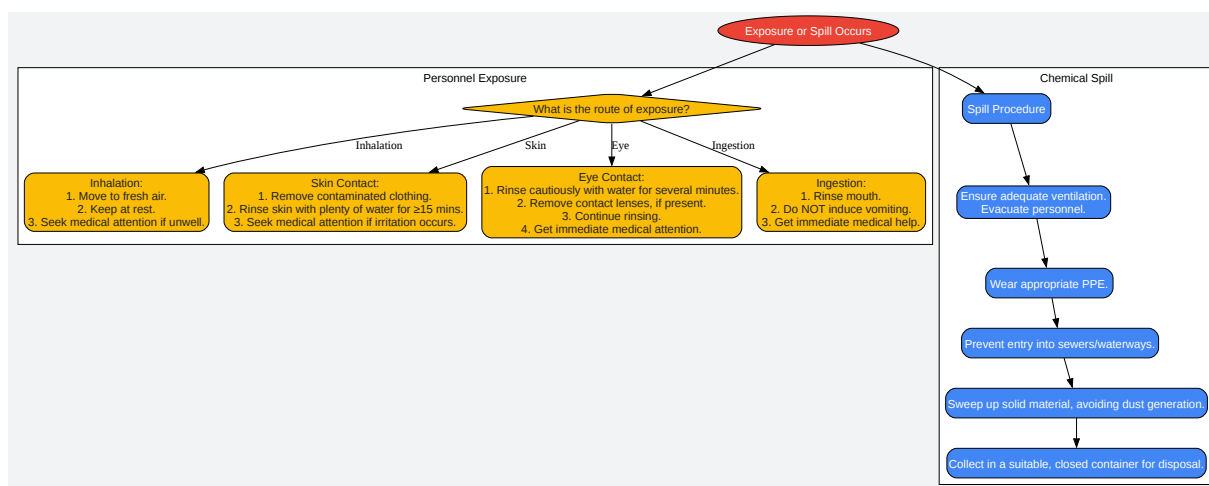 Exposure or Spill Occurs
Personnel Exposure
What is the route of exposure?
Inhalation
Skin
Eye
Ingestion
Inhalation:
1. Move to fresh air.
2. Keep at rest.
3. Seek medical attention if unwell.
Skin Contact:
1. Remove contaminated clothing.
2. Rinse skin with plenty of water for ≥15 mins.
3. Seek medical attention if irritation occurs.
Eye Contact:
1. Rinse cautiously with water for several minutes.
2. Remove contact lenses, if present.
3. Continue rinsing.
4. Get immediate medical attention.
Ingestion:
1. Rinse mouth.
2. Do NOT induce vomiting.
3. Get immediate medical help.
Chemical Spill
Spill Procedure
Ensure adequate ventilation.
Evacuate personnel.
Wear appropriate PPE.
Prevent entry into sewers/waterways.
Sweep up solid material, avoiding dust generation.
Collect in a suitable, closed container for disposal.